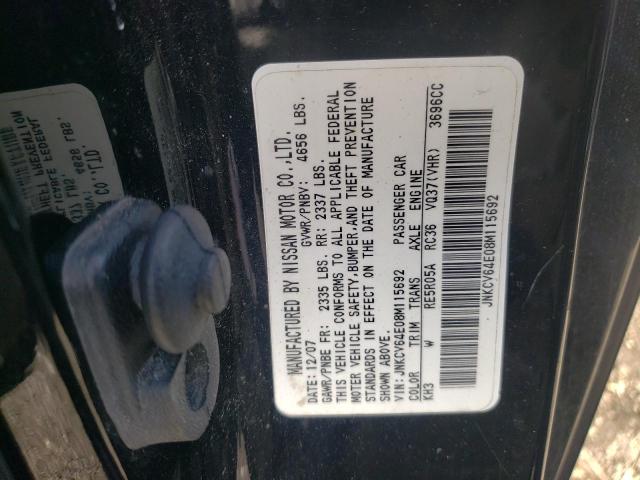 MANUFACTURED BY NISSAN MOTOR CO.,LTD.
DATE: 12/07 GVWR/PNBV: 4656 LBS.
GAWR/PNBE FR: 2335 LBS. RR: 2337 LBS.
THIS VEHICLE CONFORMS TO ALL APPLICABLE FEDERAL
MOTER VEHICLE SAFETY,BUMPER,AND THEFT PREVENTION
STANDARDS IN EFFECT ON THE DATE OF MANUFACTURE
SHOWN ABOVE.
VIN: JNKCV64E08M115692 PASSENGER CAR
COLOR TRIM TRANS AXLE ENGINE
KH3 W RE5R05A RC36 VQ37(VHR) 3696CC
JNKCV64E08M115692